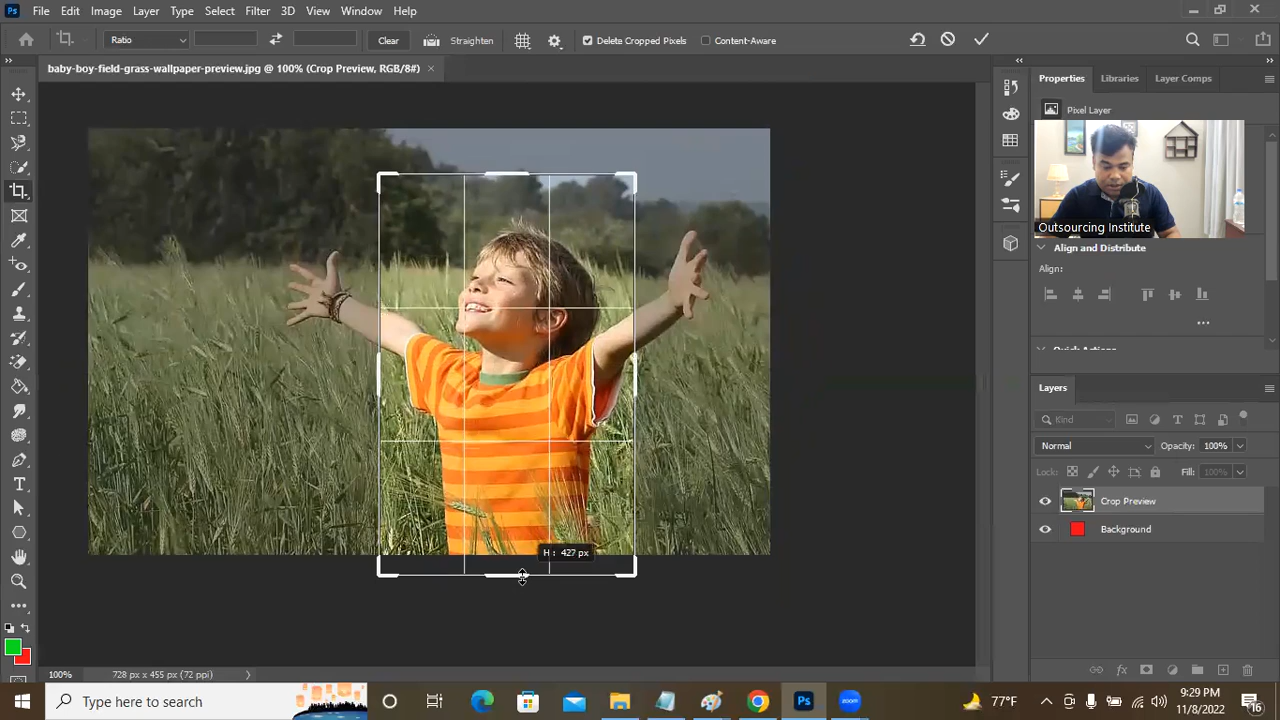 Ps File Edit Image Layer Type Select Filter 3D View Window Help
Ratio Clear Straighten Delete Cropped Pixels Content-Aware
baby-boy-field-grass-wallpaper-preview.jpg @ 100% (Crop Preview, RGB/8#) ×
Properties Libraries Layer Comps
Pixel Layer
Outsourcing Institute
Align and Distribute
Align:
Layers
Kind
Normal Opacity: 100%
Lock: Fill: 100%
Crop Preview
Background
H : 427 px
100% 728 px x 455 px (72 ppi)
Type here to search
Ps
zoom
77°F
9:29 PM
11/8/2022
16